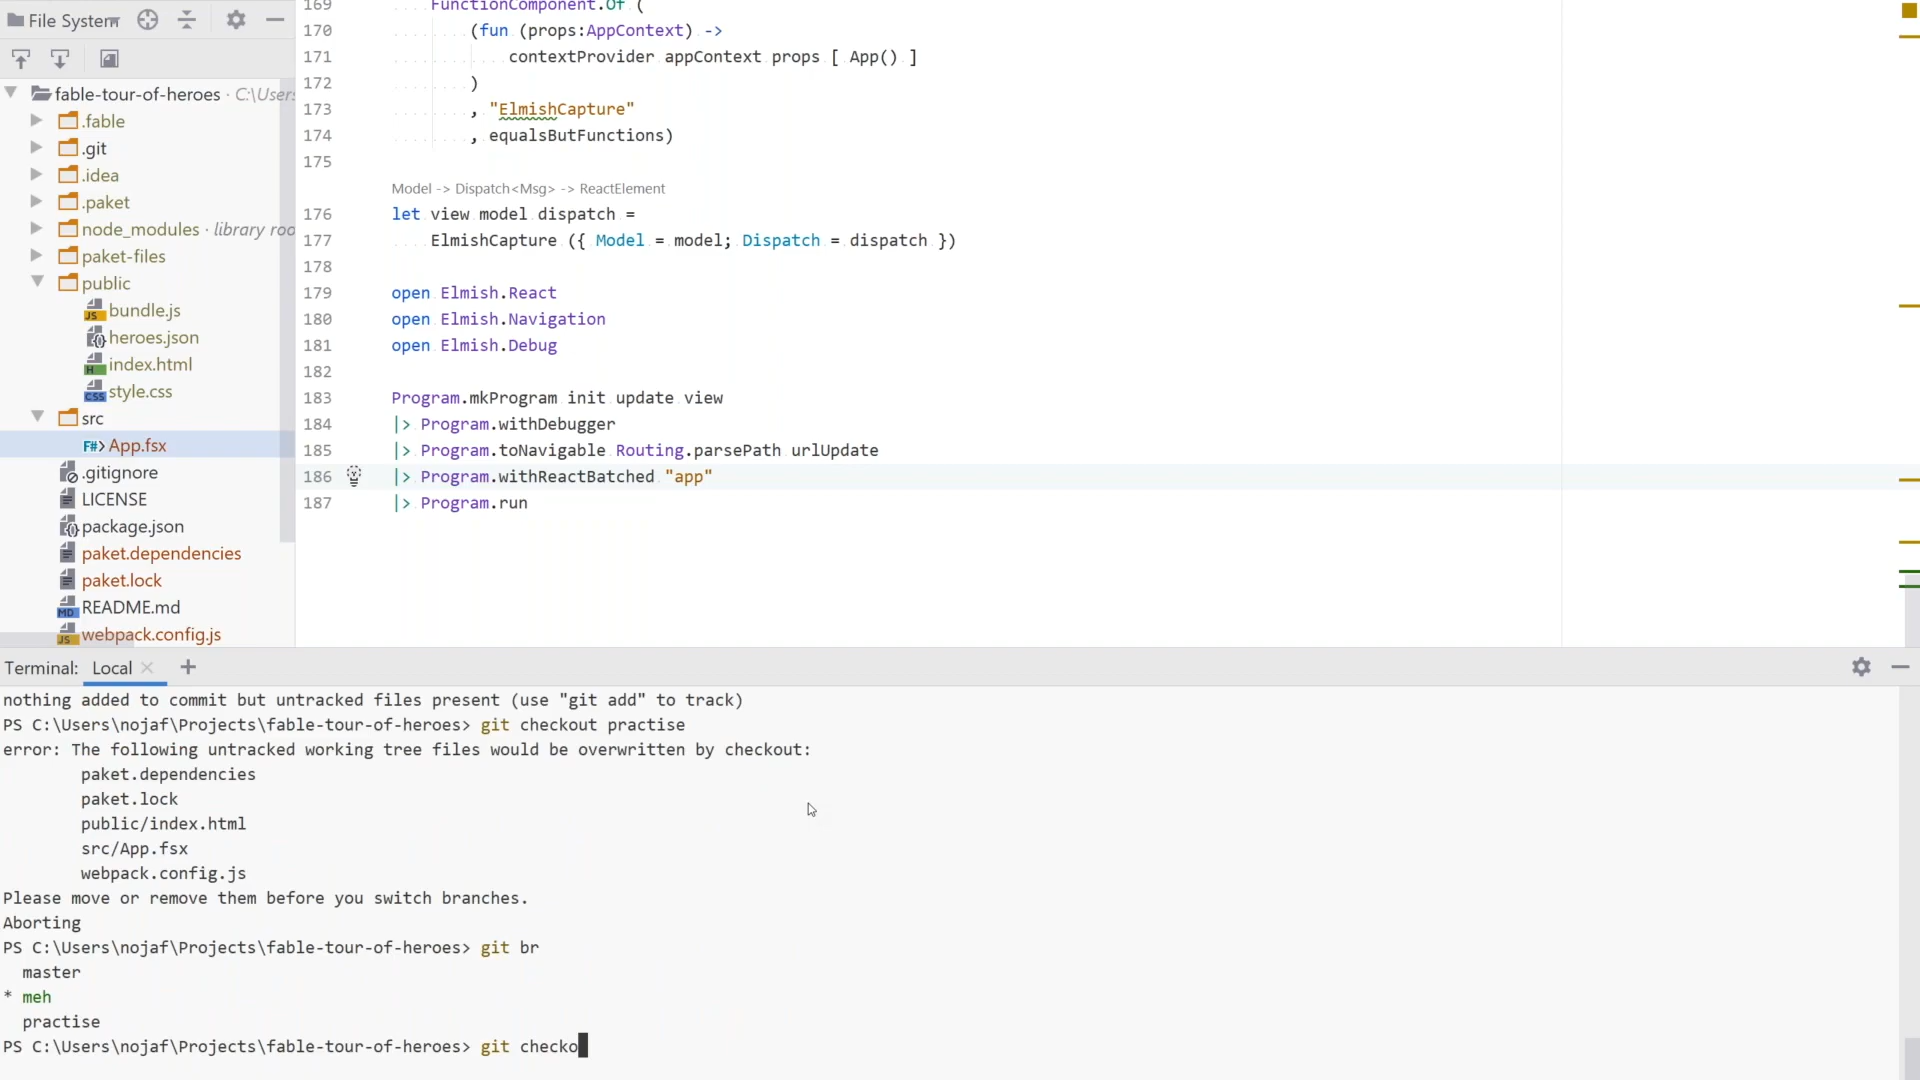 File System
fable-tour-of-heroes · C:\Users
.fable
.git
.idea
.paket
node_modules · library roo
paket-files
public
bundle.js
heroes.json
index.html
style.css
src
App.fsx
.gitignore
LICENSE
package.json
paket.dependencies
paket.lock
README.md
webpack.config.js
169 FunctionComponent.Of (
170 (fun (props:AppContext) ->
171 contextProvider appContext props [ App() ]
172 )
173 , "ElmishCapture"
174 , equalsButFunctions)
175
Model -> Dispatch<Msg> -> ReactElement
176 let view model dispatch =
177 ElmishCapture ({ Model = model; Dispatch = dispatch })
178
179 open Elmish.React
180 open Elmish.Navigation
181 open Elmish.Debug
182
183 Program.mkProgram init update view
184 |> Program.withDebugger
185 |> Program.toNavigable Routing.parsePath urlUpdate
186 |> Program.withReactBatched "app"
187 |> Program.run
Terminal: Local
nothing added to commit but untracked files present (use "git add" to track)
PS C:\Users\nojaf\Projects\fable-tour-of-heroes> git checkout practise
error: The following untracked working tree files would be overwritten by checkout:
paket.dependencies
paket.lock
public/index.html
src/App.fsx
webpack.config.js
Please move or remove them before you switch branches.
Aborting
PS C:\Users\nojaf\Projects\fable-tour-of-heroes> git br
master
* meh
practise
PS C:\Users\nojaf\Projects\fable-tour-of-heroes> git checko